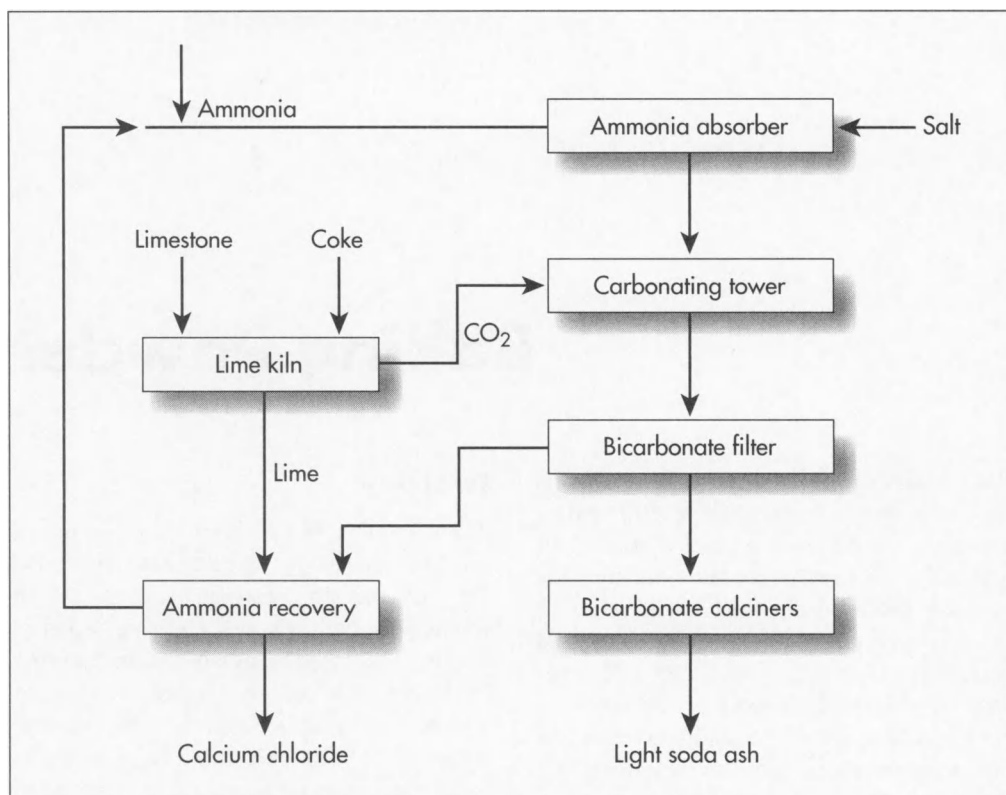 Ammonia
Ammonia absorber
Salt
Limestone
Coke
Carbonating tower
CO₂
Lime kiln
Bicarbonate filter
Lime
Ammonia recovery
Bicarbonate calciners
Calcium chloride
Light soda ash